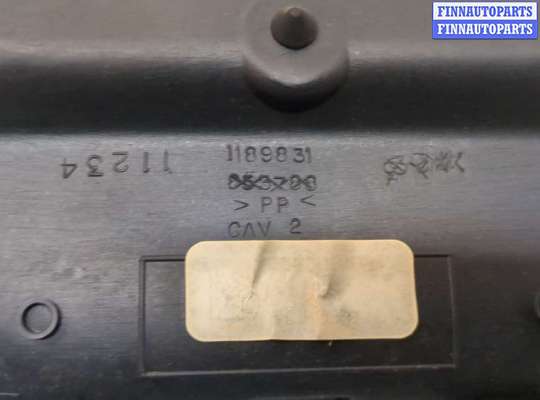 FINNAUTOPARTS
FINNAUTOPARTS
1189831
11234
> PP <
CAV 2